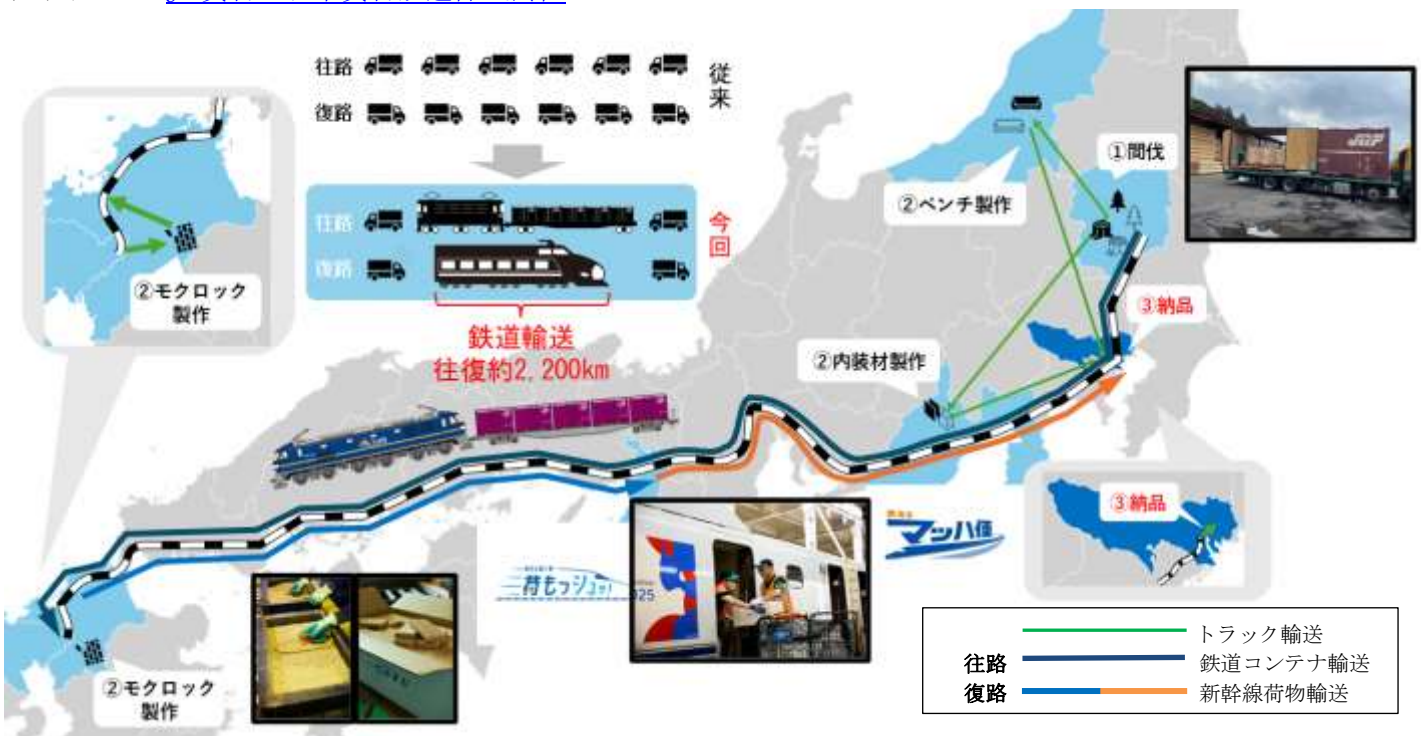 往路
従来
復路
往路
今回
復路
鉄道輸送
往復約2,200km
②モクロック
製作
①間伐
②ベンチ製作
③納品
②内装材製作
③納品
マッハ便
荷もつシュッ!
②モクロック
製作
JRF
325
トラック輸送
往路
鉄道コンテナ輸送
復路
新幹線荷物輸送